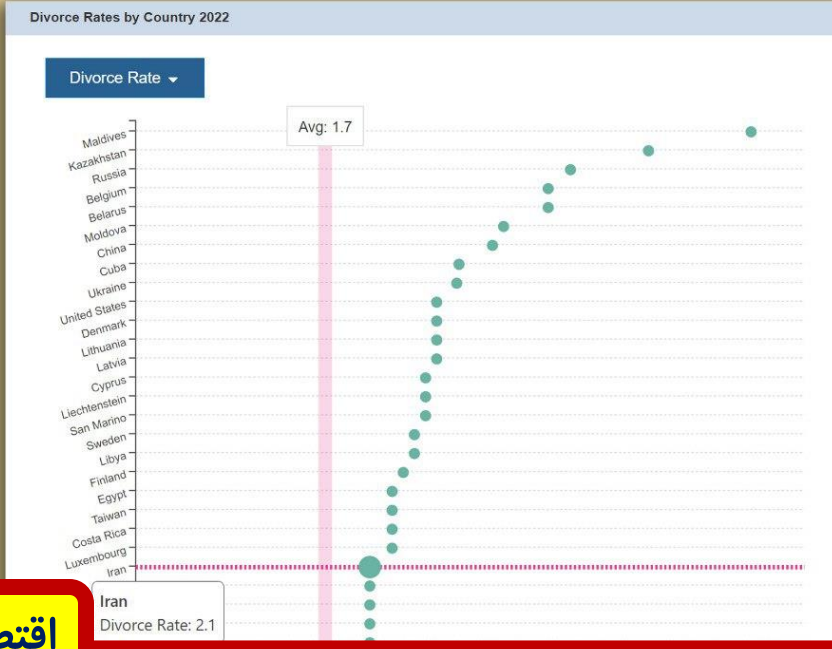 Divorce Rates by Country 2022
Divorce Rate
Avg: 1.7
Maldives
Kazakhstan
Russia
Belgium
Belarus
Moldova
China
Cuba
Ukraine
United States
Denmark
Lithuania
Latvia
Cyprus
Liechtenstein
San Marino
Sweden
Libya
Finland
Egypt
Taiwan
Costa Rica
Luxembourg
Iran
Iran
Divorce Rate: 2.1